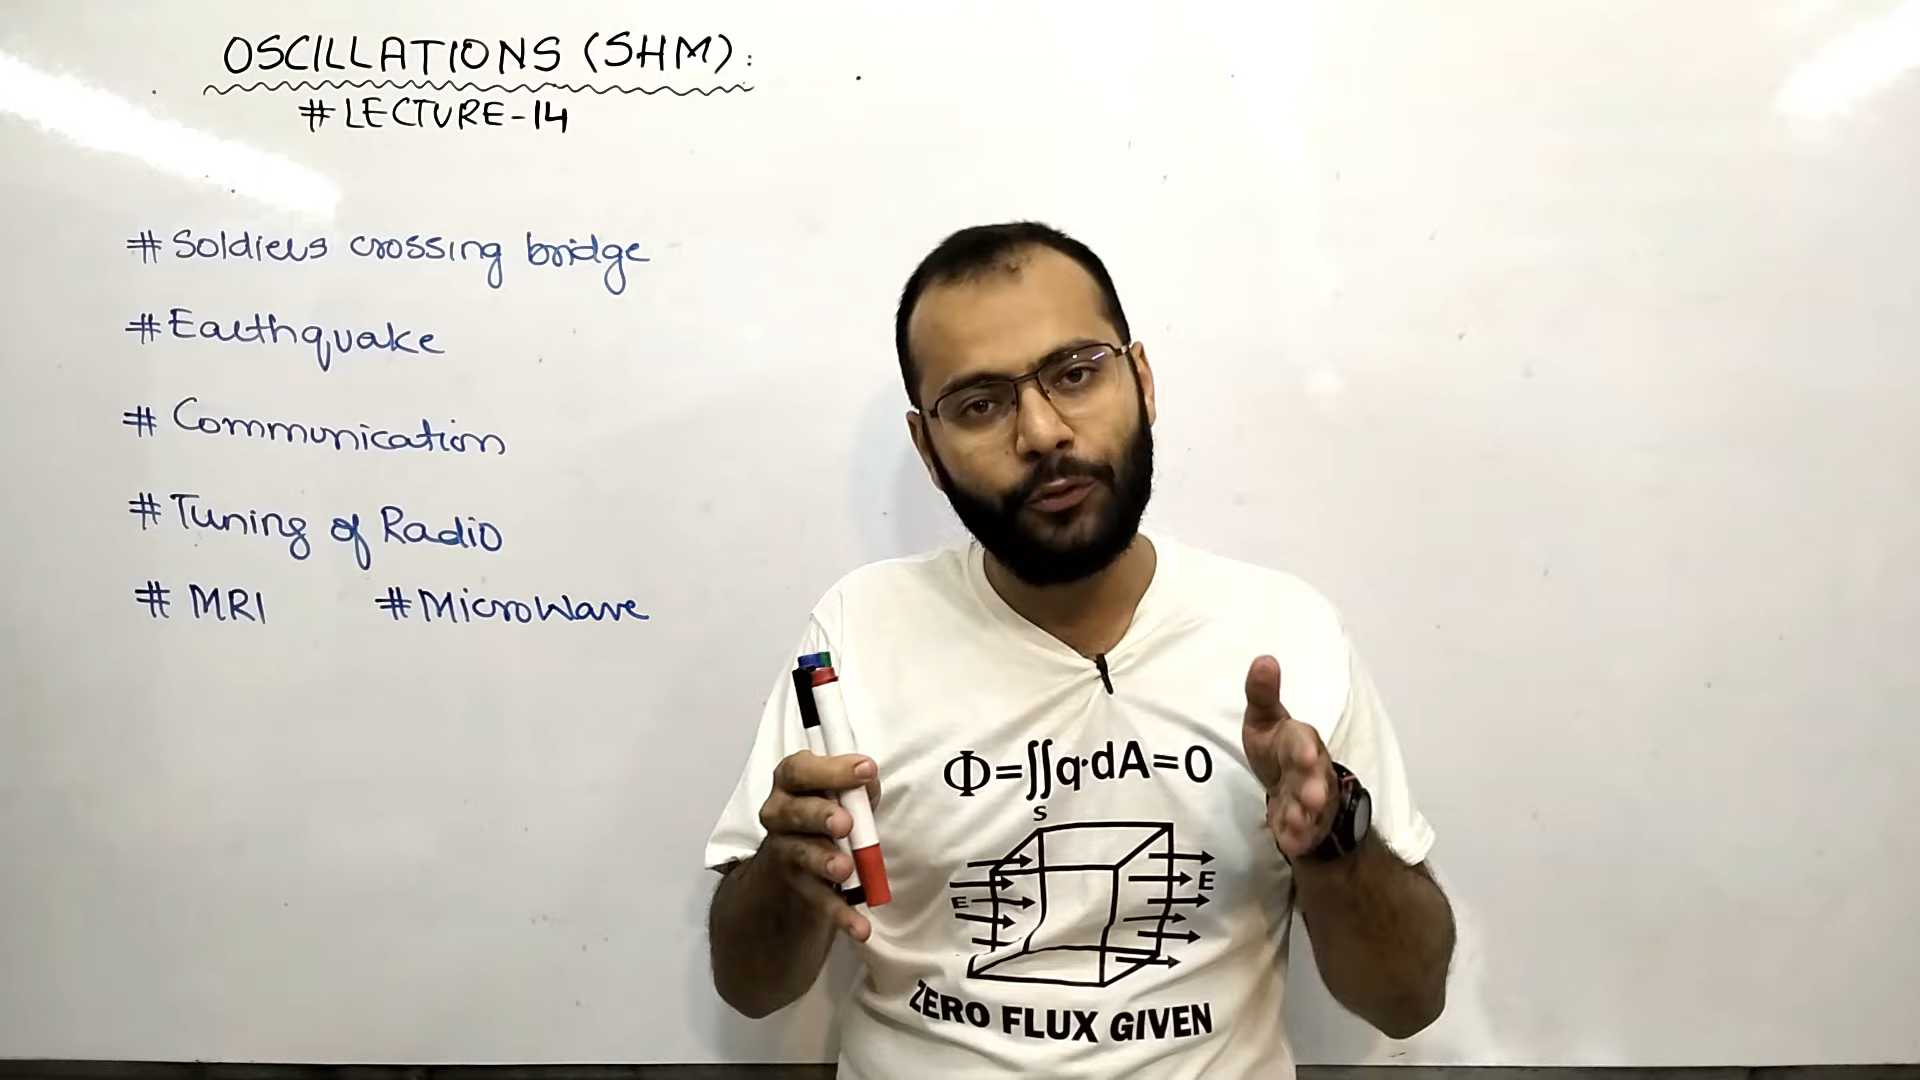 OSCILLATIONS (SHM):
#LECTURE-14
#Soldiers crossing bridge
#Earthquake
#Communication
#Tuning of Radio
#MRI #MicroWave
Φ=∬q·dA=0
S
E
E
ZERO FLUX GIVEN